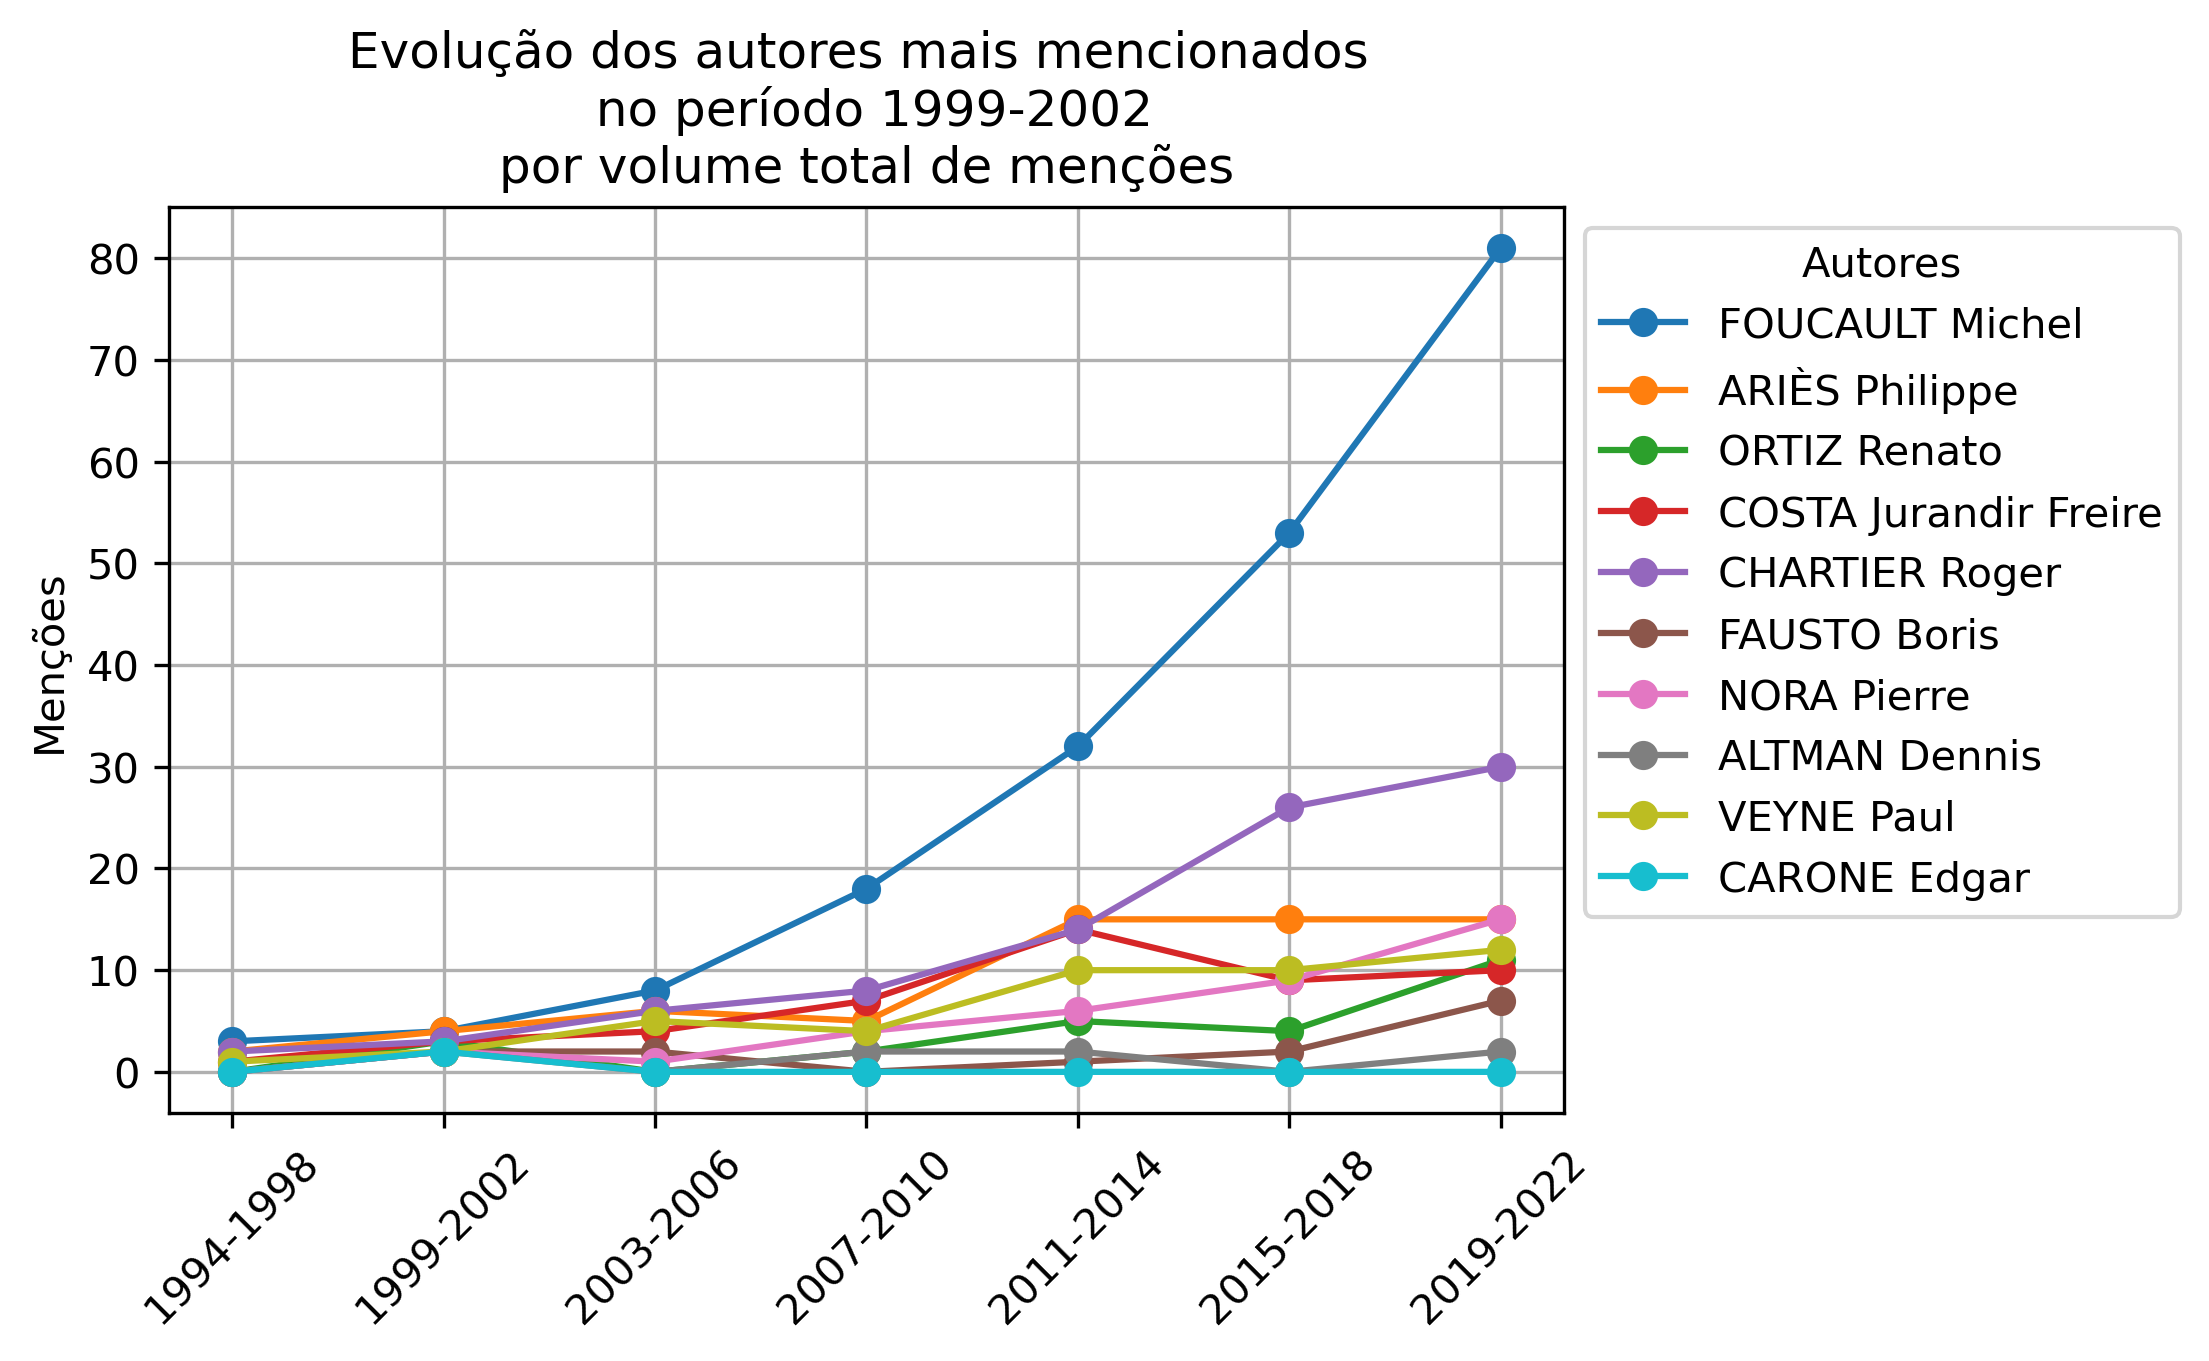 Evolução dos autores mais mencionados
no período 1999-2002
por volume total de menções
Menções
80
70
60
50
40
30
20
10
0
1994-1998
1999-2002
2003-2006
2007-2010
2011-2014
2015-2018
2019-2022
Autores
FOUCAULT Michel
ARIÈS Philippe
ORTIZ Renato
COSTA Jurandir Freire
CHARTIER Roger
FAUSTO Boris
NORA Pierre
ALTMAN Dennis
VEYNE Paul
CARONE Edgar